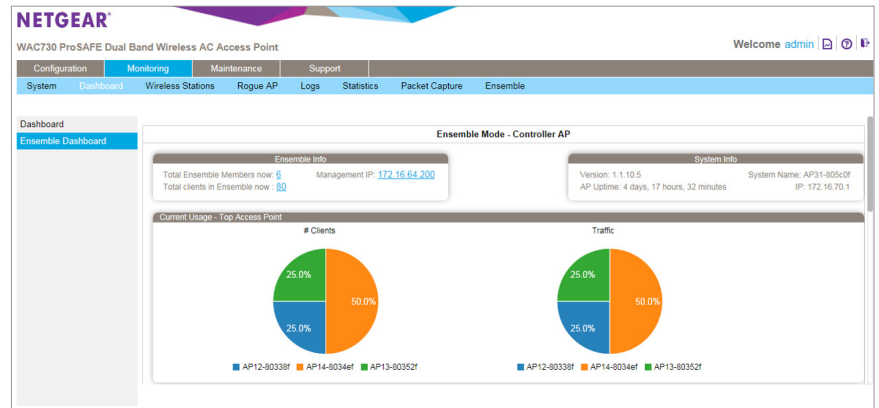 NETGEAR®
WAC730 ProSAFE Dual Band Wireless AC Access Point
Welcome admin
Configuration Monitoring Maintenance Support
System Dashboard Wireless Stations Rogue AP Logs Statistics Packet Capture Ensemble
Dashboard
Ensemble Dashboard
Ensemble Mode - Controller AP
Ensemble Info
Total Ensemble Members now: 6 Management IP: 172.16.64.200
Total clients in Ensemble now : 80
System Info
Version: 1.1.10.5 System Name: AP31-805c0f
AP Uptime: 4 days, 17 hours, 32 minutes IP: 172.16.70.1
Current Usage - Top Access Point
# Clients
25.0%
50.0%
25.0%
AP12-80338f AP14-8034ef AP13-80352f
Traffic
25.0%
50.0%
25.0%
AP12-80338f AP14-8034ef AP13-80352f